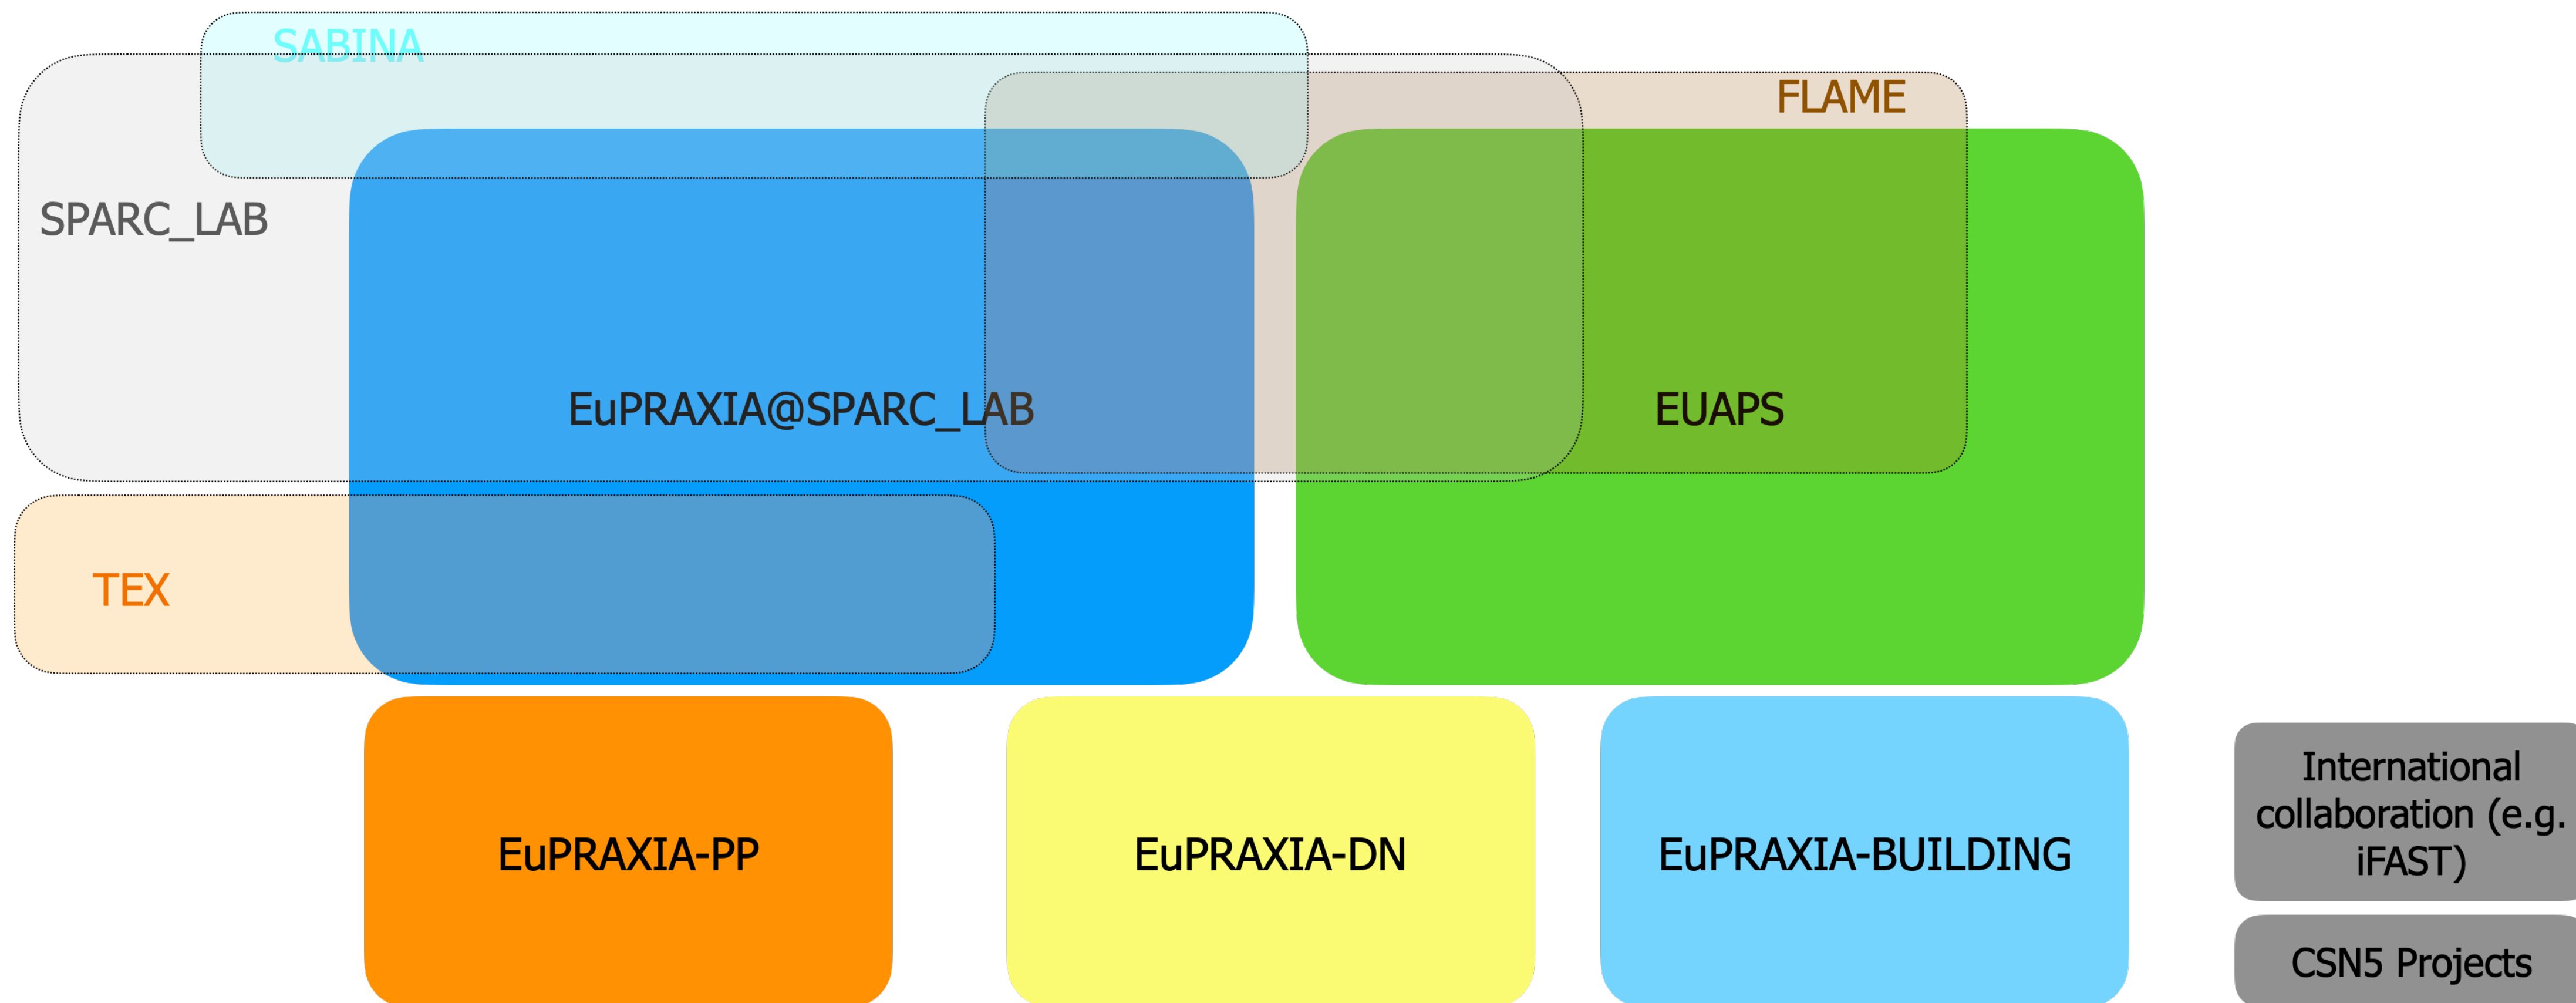 SABINA
FLAME
SPARC_LAB
EuPRAXIA@SPARC_LAB
EUAPS
TEX
EuPRAXIA-PP
EuPRAXIA-DN
EuPRAXIA-BUILDING
International
collaboration (e.g.
iFAST)
CSN5 Projects